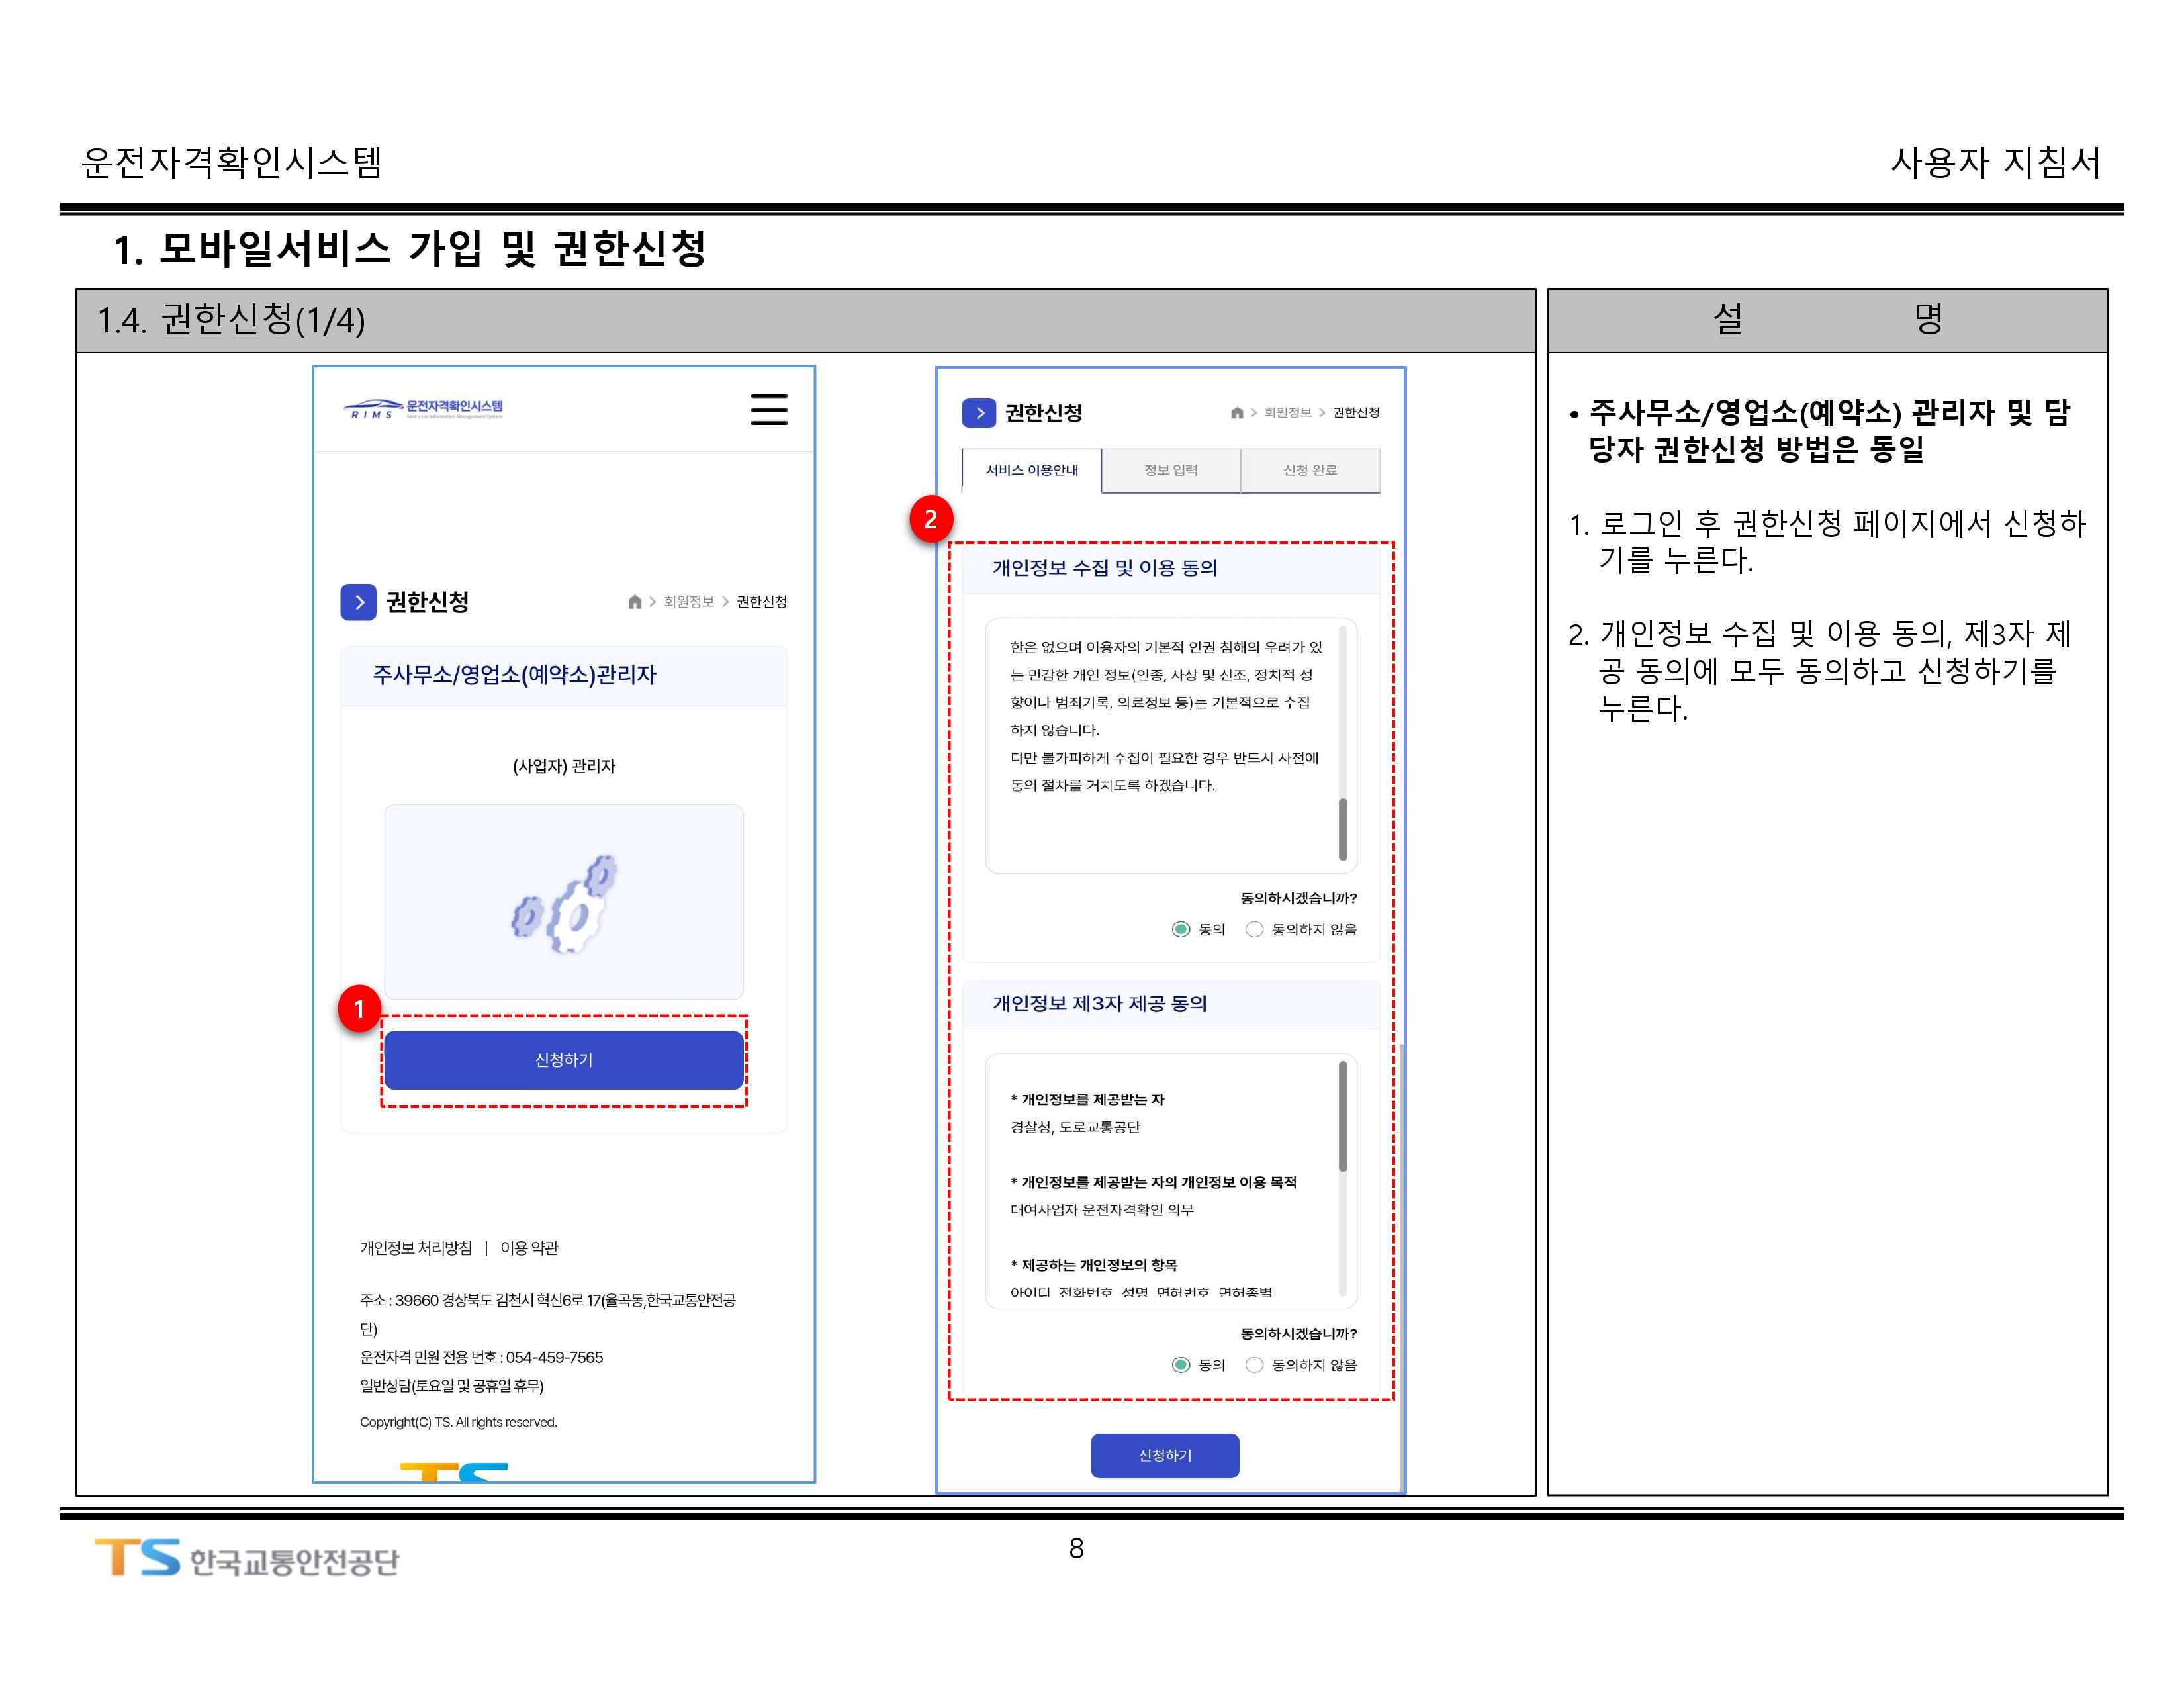 운전자격확인시스템
사용자 지침서
1. 모바일서비스 가입 및 권한신청
1.4. 권한신청(1/4)
RIMS 운전자격확인시스템
권한신청
> 회원정보 > 권한신청
주사무소/영업소(예약소)관리자
(사업자) 관리자
1
신청하기
개인정보 처리방침 | 이용 약관
주소 : 39660 경상북도 김천시 혁신6로 17(율곡동,한국교통안전공
단)
운전자격 민원 전용 번호 : 054-459-7565
일반상담(토요일 및 공휴일 휴무)
Copyright(C) TS. All rights reserved.
TS
권한신청
> 회원정보 > 권한신청
서비스 이용안내
정보 입력
신청 완료
2
개인정보 수집 및 이용 동의
한은 없으며 이용자의 기본적 인권 침해의 우려가 있
는 민감한 개인 정보(인종, 사상 및 신조, 정치적 성
향이나 범죄기록, 의료정보 등)는 기본적으로 수집
하지 않습니다.
다만 불가피하게 수집이 필요한 경우 반드시 사전에
동의 절차를 거치도록 하겠습니다.
동의하시겠습니까?
동의 동의하지 않음
개인정보 제3자 제공 동의
* 개인정보를 제공받는 자
경찰청, 도로교통공단
* 개인정보를 제공받는 자의 개인정보 이용 목적
대여사업자 운전자격확인 의무
* 제공하는 개인정보의 항목
아이디, 전화번호, 성명, 면허번호, 면허종별
동의하시겠습니까?
동의 동의하지 않음
신청하기
설 명
• 주사무소/영업소(예약소) 관리자 및 담
당자 권한신청 방법은 동일
1. 로그인 후 권한신청 페이지에서 신청하
기를 누른다.
2. 개인정보 수집 및 이용 동의, 제3자 제
공 동의에 모두 동의하고 신청하기를
누른다.
TS 한국교통안전공단
8